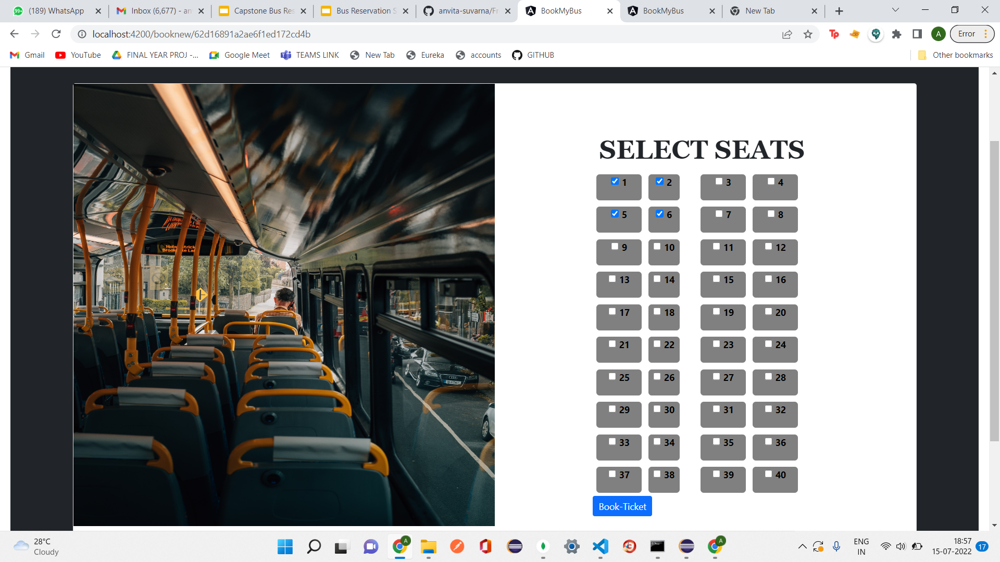 (189) WhatsApp
Inbox (6,677) - an
Capstone Bus Res
Bus Reservation S
anvita-suvarna/Fr
BookMyBus
BookMyBus
New Tab
localhost:4200/booknew/62d16891a2ae6f1ed172cd4b
Error
Gmail
YouTube
FINAL YEAR PROJ -...
Google Meet
TEAMS LINK
New Tab
Eureka
accounts
GITHUB
Other bookmarks
SELECT SEATS
1 2 3 4
5 6 7 8
9 10 11 12
13 14 15 16
17 18 19 20
21 22 23 24
25 26 27 28
29 30 31 32
33 34 35 36
37 38 39 40
Book-Ticket
28°C
Cloudy
ENG
IN
18:57
15-07-2022
17